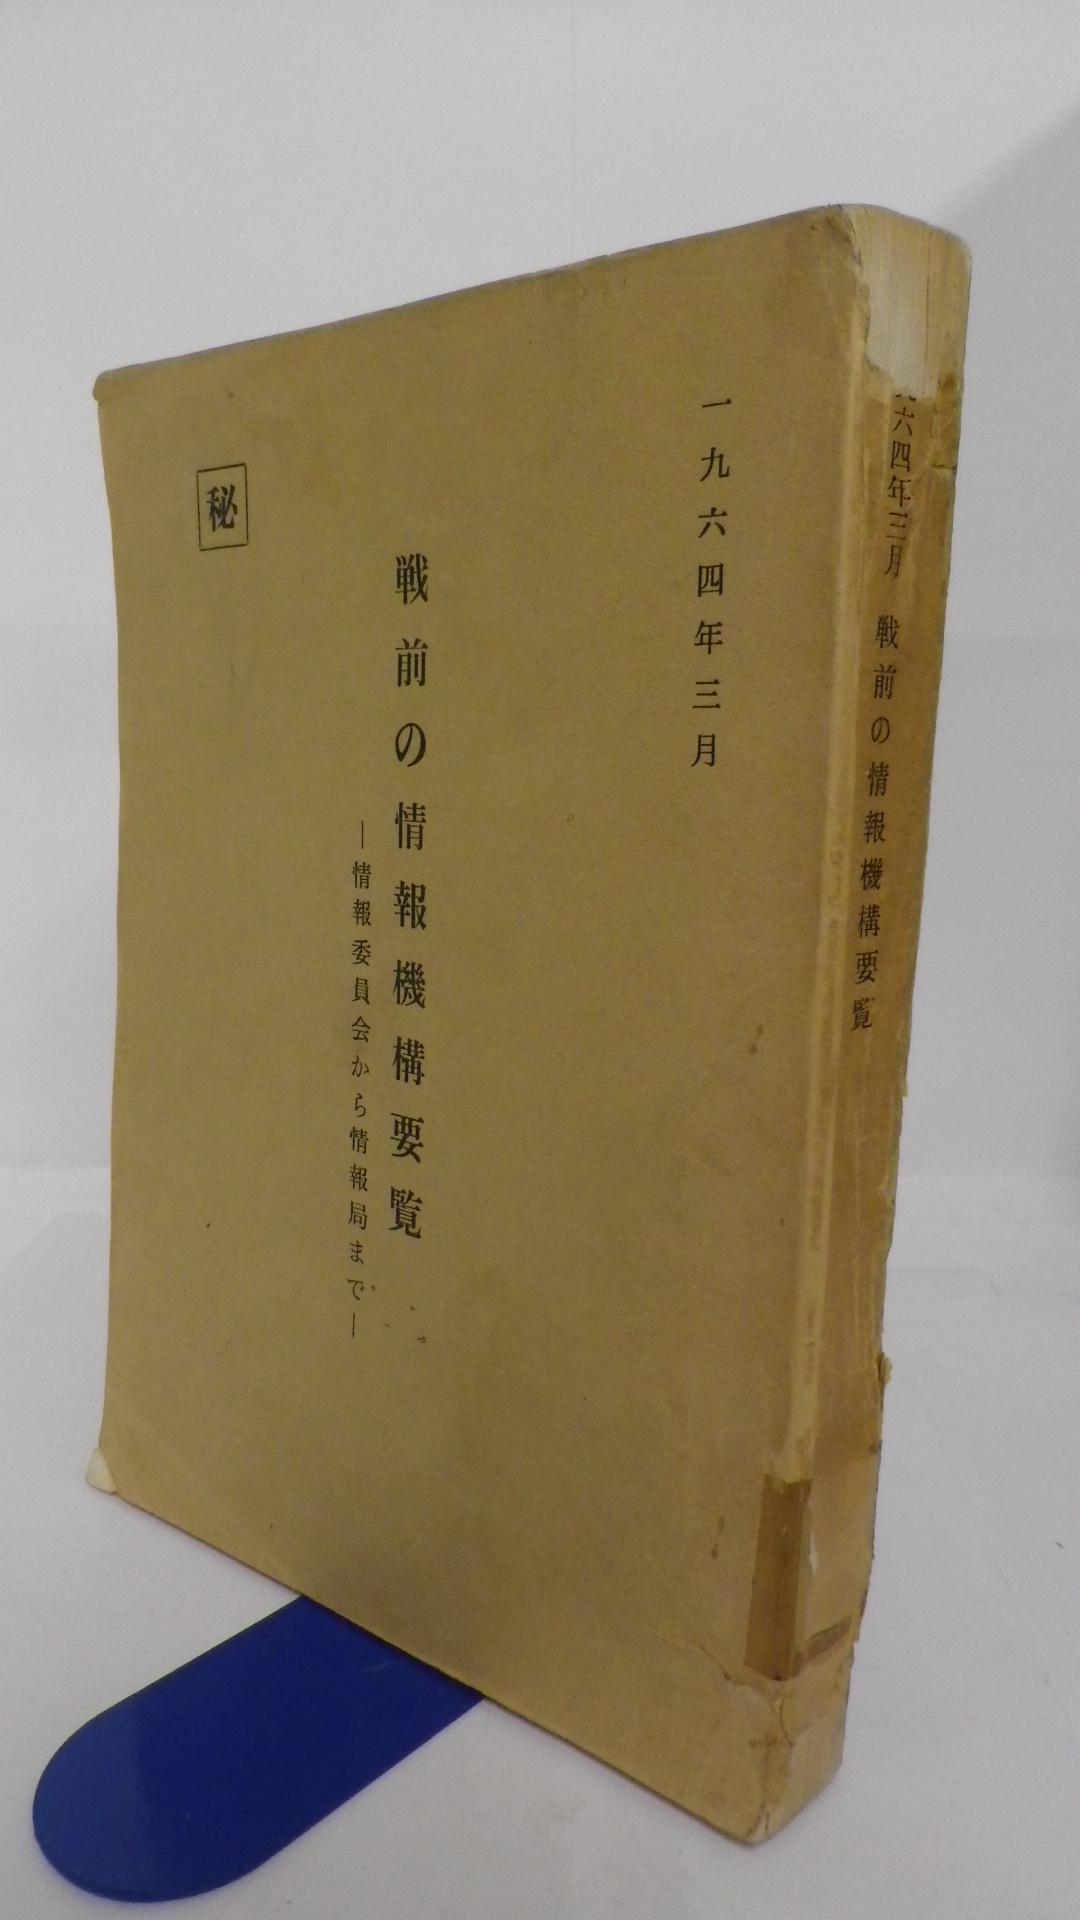 一九六四年三月
戦前の情報機構要覧
―情報委員会から情報局まで―
秘
六四年三月 戦前の情報機構要覧